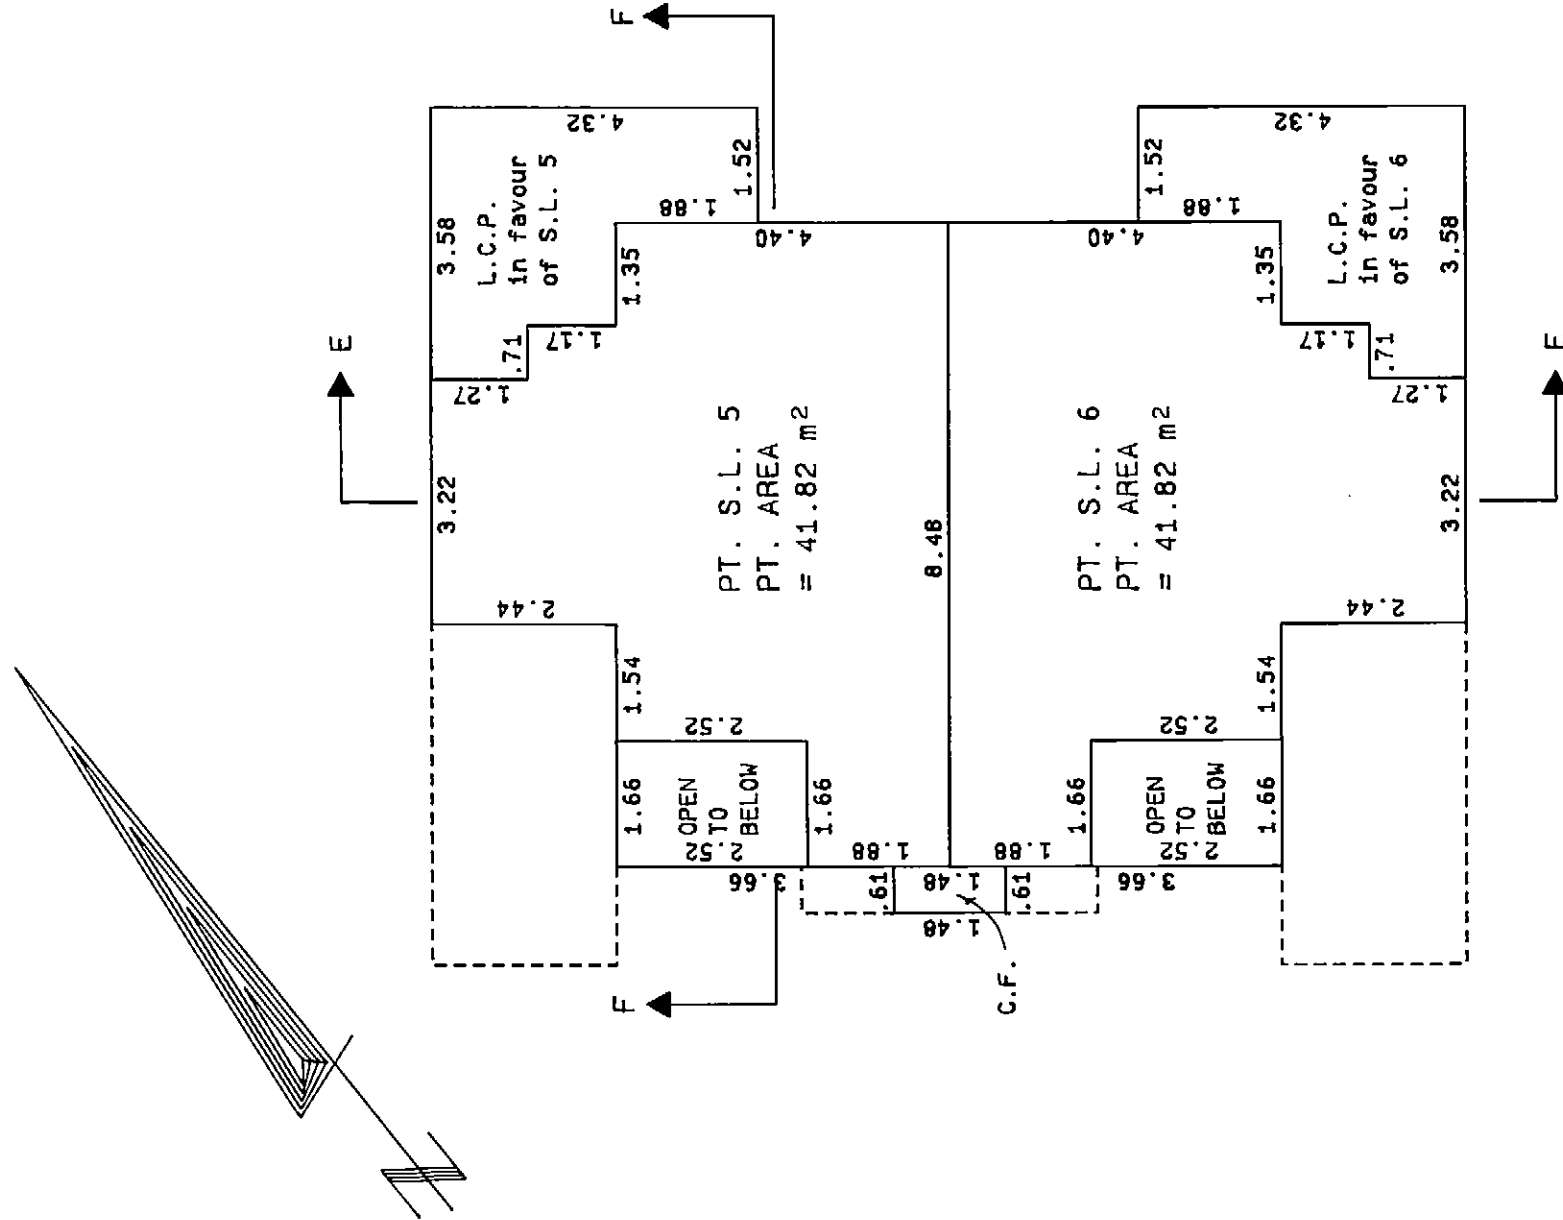 F
4.32
4.32
3.58
L.C.P.
in favour
of S.L. 5
1.52
1.88
4.40
1.52
1.88
4.40
L.C.P.
in favour
of S.L. 6
3.58
1.35
1.35
E
.71
1.17
1.27
1.17
.71
1.27
F
3.22
PT. S.L. 5
PT. AREA
= 41.82 m²
8.48
PT. S.L. 6
PT. AREA
= 41.82 m²
3.22
2.44
2.44
1.54
1.54
2.52
2.52
1.66
OPEN
TO
BELOW
1.66
1.66
OPEN
TO
BELOW
1.66
2.52
1.88
1.88
2.52
3.66
.61
1.48
.61
3.66
1.48
F
C.F.
N